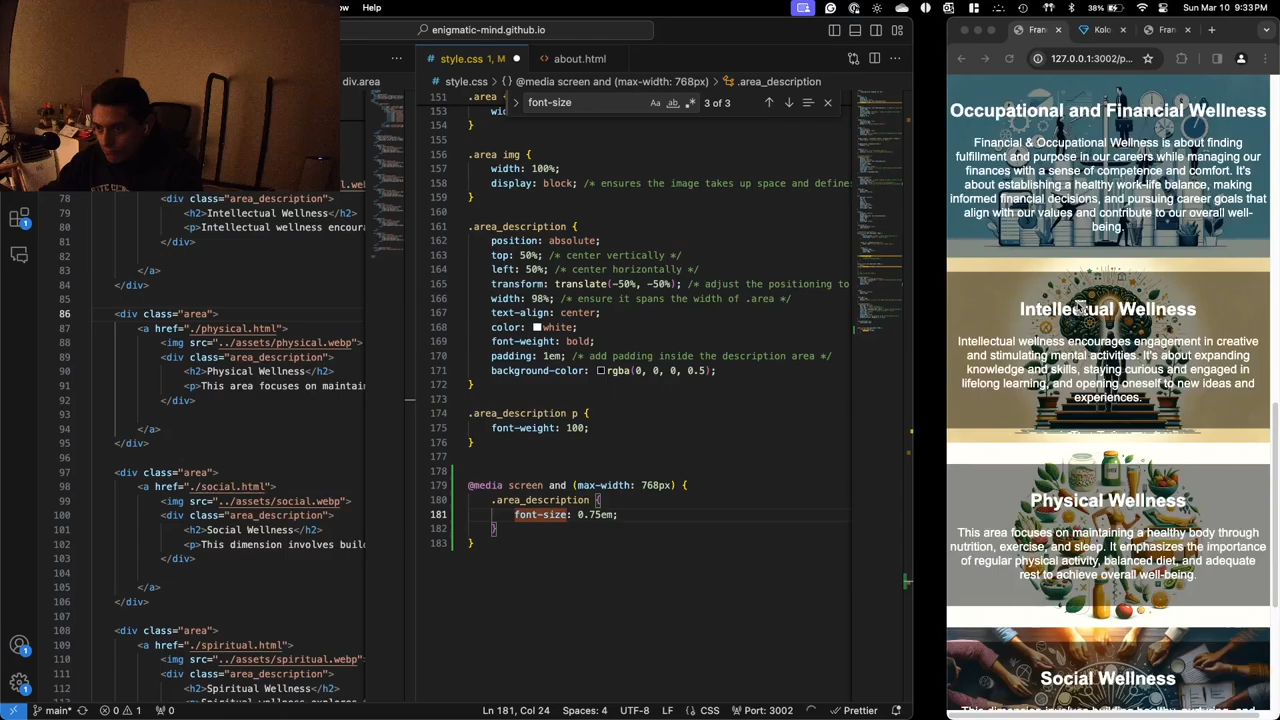 ow Help
38% Sun Mar 10 9:33 PM
enigmatic-mind.github.io
style.css 1, M
about.html
div.area
style.css > {} @media screen and (max-width: 768px) > .area_description
font-size
3 of 3
78 <div class="area_description">
79 <h2>Intellectual Wellness</h2>
80 <p>Intellectual wellness encour
81 </div>
82
83 </a>
84 </div>
85
86 <div class="area">
87 <a href="./physical.html">
88 <img src="../assets/physical.webp">
89 <div class="area_description">
90 <h2>Physical Wellness</h2>
91 <p>This area focuses on maintai
92 </div>
93
94 </a>
95 </div>
96
97 <div class="area">
98 <a href="./social.html">
99 <img src="../assets/social.webp">
100 <div class="area_description">
101 <h2>Social Wellness</h2>
102 <p>This dimension involves buil
103 </div>
104
105 </a>
106 </div>
107
108 <div class="area">
109 <a href="./spiritual.html">
110 <img src="../assets/spiritual.webp">
111 <div class="area_description">
112 <h2>Spiritual Wellness</h2>
151 .area
153
154 }
155
156 .area img {
157 width: 100%;
158 display: block; /* ensures the image takes up space and defines
159 }
160
161 .area_description {
162 position: absolute;
163 top: 50%; /* center vertically */
164 left: 50%; /* center horizontally */
165 transform: translate(-50%, -50%); /* adjust the positioning to
166 width: 98%; /* ensure it spans the width of .area */
167 text-align: center;
168 color: white;
169 font-weight: bold;
170 padding: 1em; /* add padding inside the description area */
171 background-color: rgba(0, 0, 0, 0.5);
172 }
173
174 .area_description p {
175 font-weight: 100;
176 }
177
178
179 @media screen and (max-width: 768px) {
180 .area_description {
181 font-size: 0.75em;
182 }
183 }
main* 0 1 0
Ln 181, Col 24 Spaces: 4 UTF-8 LF {} CSS Port: 3002 Prettier
Fran Kolo Fran
127.0.0.1:3002/p...
Occupational and Financial Wellness
Financial & Occupational Wellness is about finding
fulfillment and purpose in our careers while managing our
finances with a sense of competence and comfort. It's
about establishing a healthy work-life balance, making
informed financial decisions, and pursuing career goals that
align with our values and contribute to our overall well-
being.
Intellectual Wellness
Intellectual wellness encourages engagement in creative
and stimulating mental activities. It's about expanding
knowledge and skills, staying curious and engaged in
lifelong learning, and opening oneself to new ideas and
experiences.
Physical Wellness
This area focuses on maintaining a healthy body through
nutrition, exercise, and sleep. It emphasizes the importance
of regular physical activity, balanced diet, and adequate
rest to achieve overall well-being.
Social Wellness